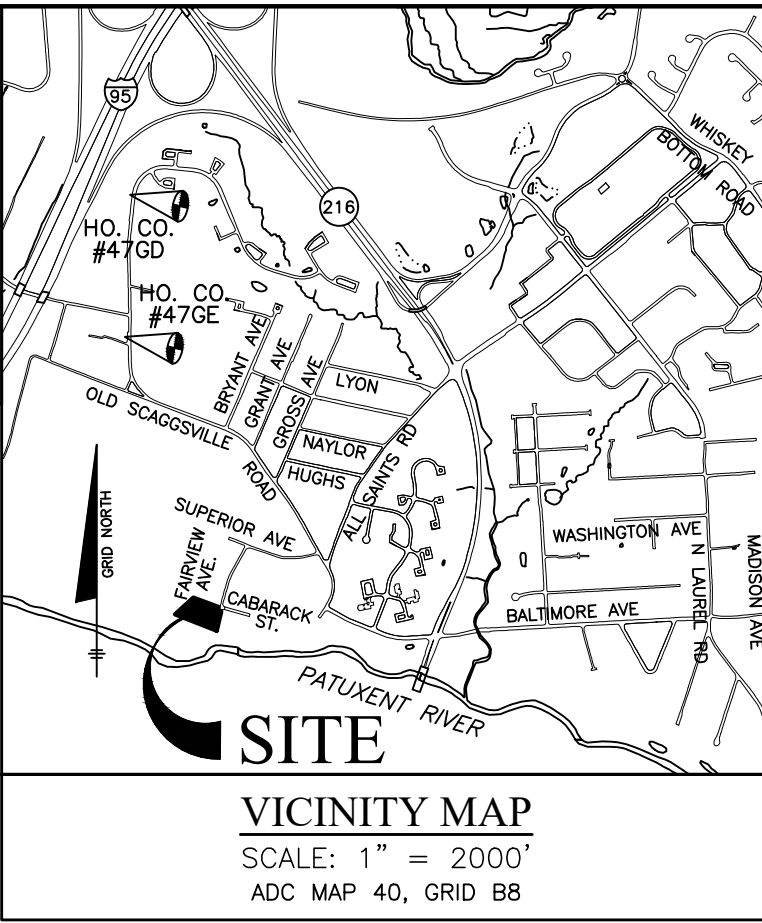 95
WHISKEY
BOTTOM ROAD
216
HO. CO.
#47GD
HO. CO.
#47GE
BRYANT AVE
GRANT AVE
GROSS AVE
LYON
OLD SCAGGSVILLE
ROAD
NAYLOR
HUGHS
ALL SAINTS RD
GRID NORTH
SUPERIOR AVE
FAIRVIEW
AVE.
CABARACK
ST.
WASHINGTON AVE
N LAUREL RD
MADISON AVE
BALTIMORE AVE
PATUXENT RIVER
SITE
VICINITY MAP
SCALE: 1" = 2000'
ADC MAP 40, GRID B8